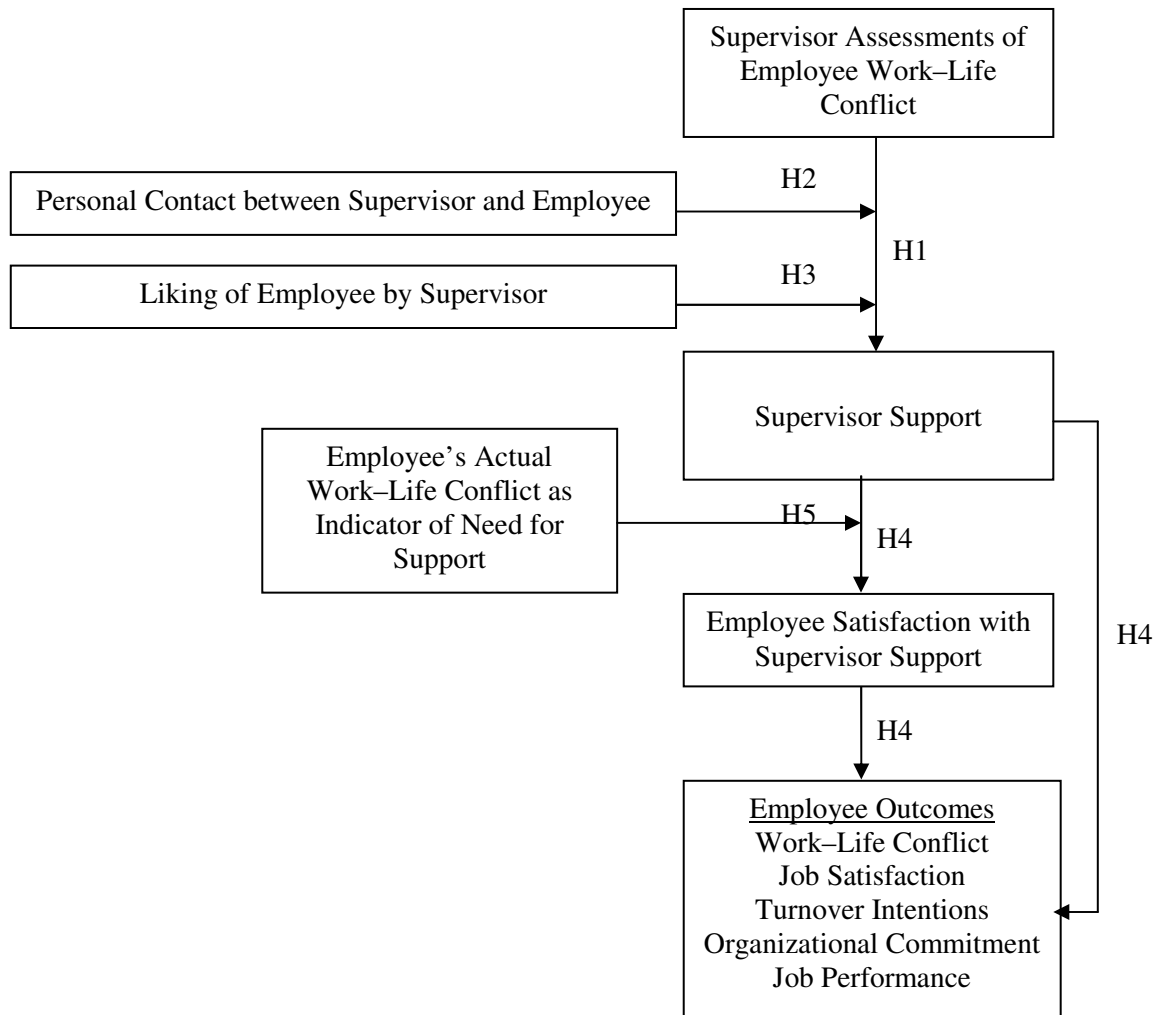 Supervisor Assessments of
Employee Work–Life
Conflict
H2
Personal Contact between Supervisor and Employee
H1
H3
Liking of Employee by Supervisor
Supervisor Support
Employee’s Actual
Work–Life Conflict as
Indicator of Need for
Support
H5
H4
Employee Satisfaction with
Supervisor Support
H4
H4
Employee Outcomes
Work–Life Conflict
Job Satisfaction
Turnover Intentions
Organizational Commitment
Job Performance